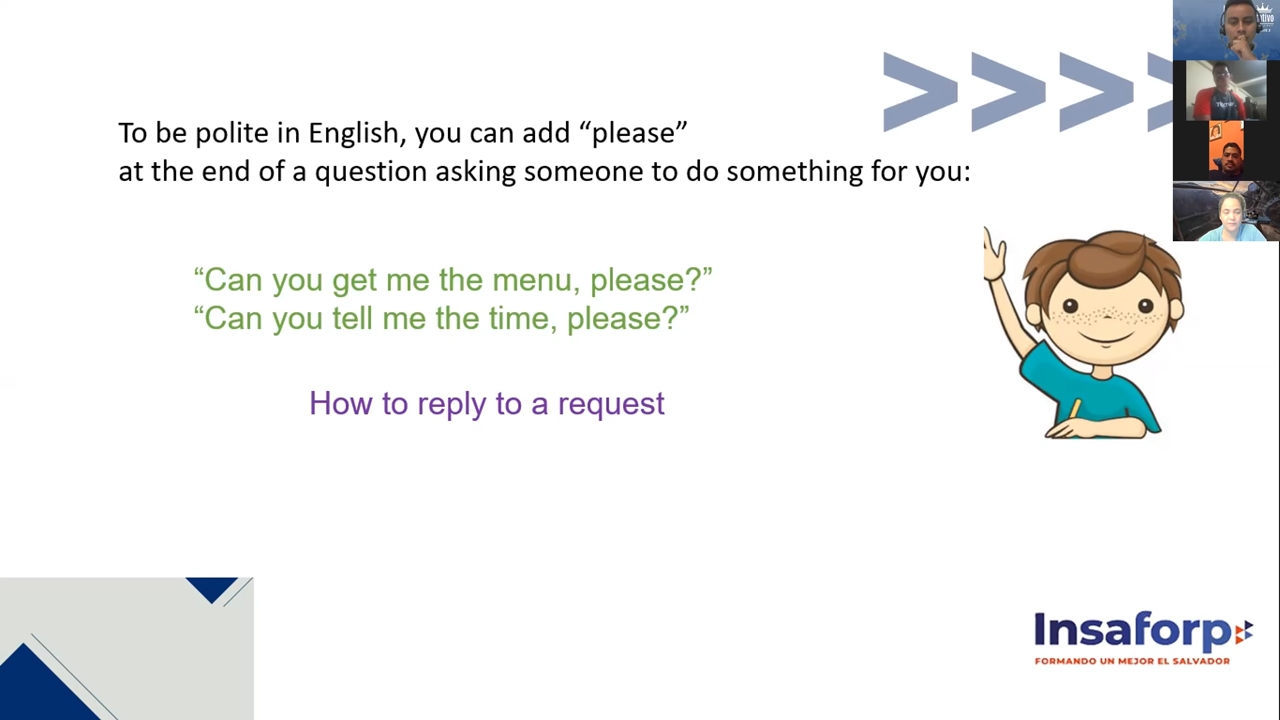 To be polite in English, you can add “please”
at the end of a question asking someone to do something for you:
“Can you get me the menu, please?”
“Can you tell me the time, please?”
How to reply to a request
Insaforp
FORMANDO UN MEJOR EL SALVADOR